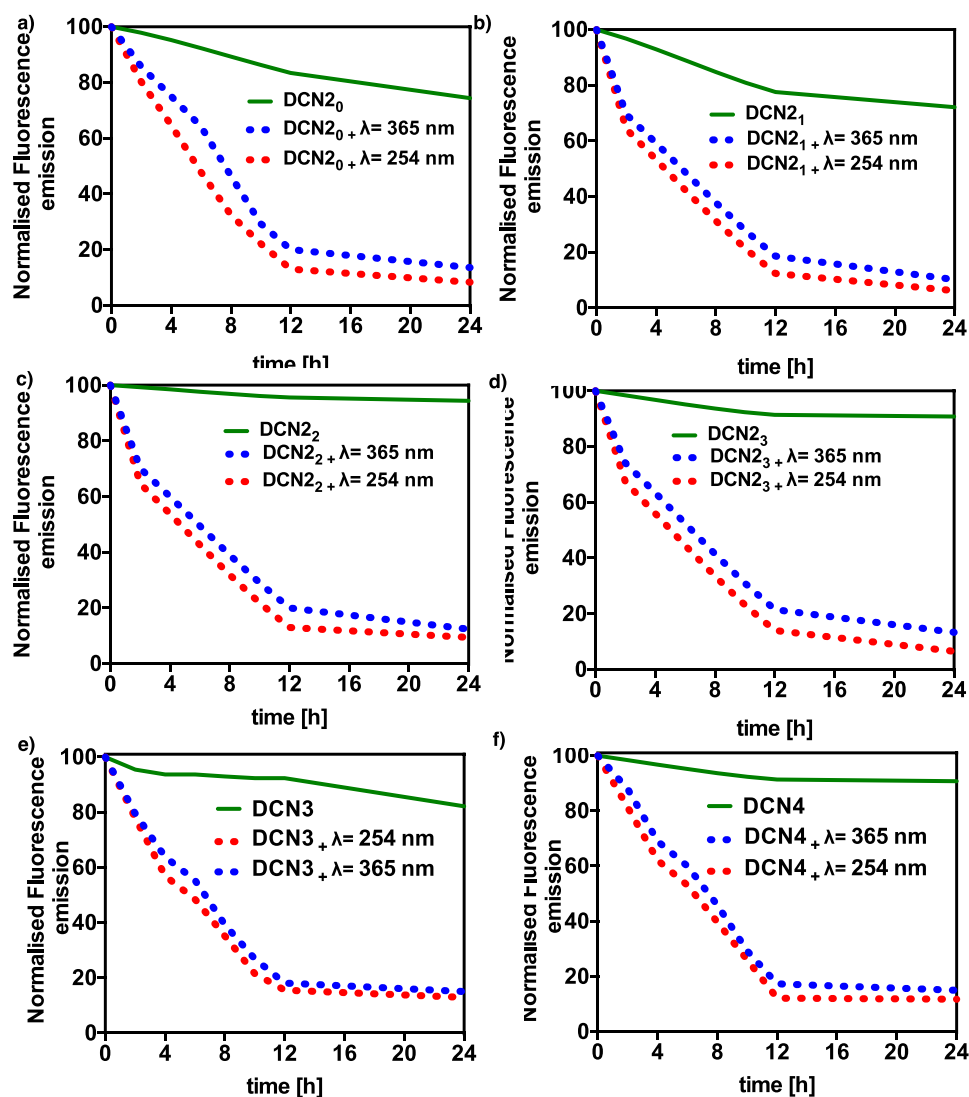 a)
Normalised Fluorescence
emission
100
80
60
40
20
0
DCN2₀
DCN2₀ ₊ λ= 365 nm
DCN2₀ ₊ λ= 254 nm
0 4 8 12 16 20 24
time [h]
b)
Normalised Fluorescence
emission
100
80
60
40
20
0
DCN2₁
DCN2₁ ₊ λ= 365 nm
DCN2₁ ₊ λ= 254 nm
0 4 8 12 16 20 24
time [h]
c)
Normalised Fluorescence
emission
100
80
60
40
20
0
DCN2₂
DCN2₂ ₊ λ= 365 nm
DCN2₂ ₊ λ= 254 nm
0 4 8 12 16 20 24
time [h]
d)
Normalised Fluorescence
emission
100
80
60
40
20
0
DCN2₃
DCN2₃ ₊ λ= 365 nm
DCN2₃ ₊ λ= 254 nm
0 4 8 12 16 20 24
time [h]
e)
Normalised Fluorescence
emission
100
80
60
40
20
0
DCN3
DCN3 ₊ λ= 254 nm
DCN3 ₊ λ= 365 nm
0 4 8 12 16 20 24
time [h]
f)
Normalised Fluorescence
emission
100
80
60
40
20
0
DCN4
DCN4 ₊ λ= 365 nm
DCN4 ₊ λ= 254 nm
0 4 8 12 16 20 24
time [h]